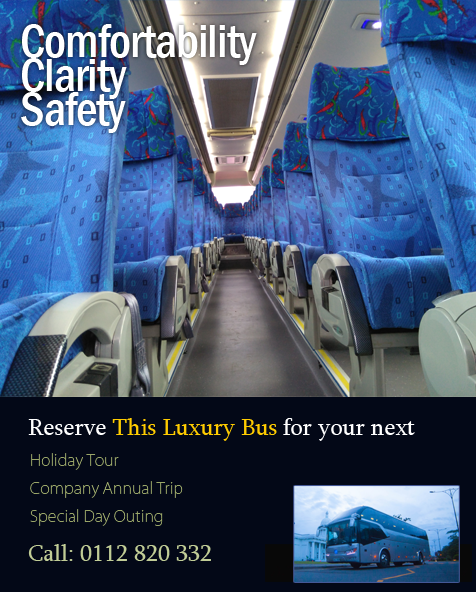 Comfortability
Clarity
Safety
Reserve This Luxury Bus for your next
Holiday Tour
Company Annual Trip
Special Day Outing
Call: 0112 820 332